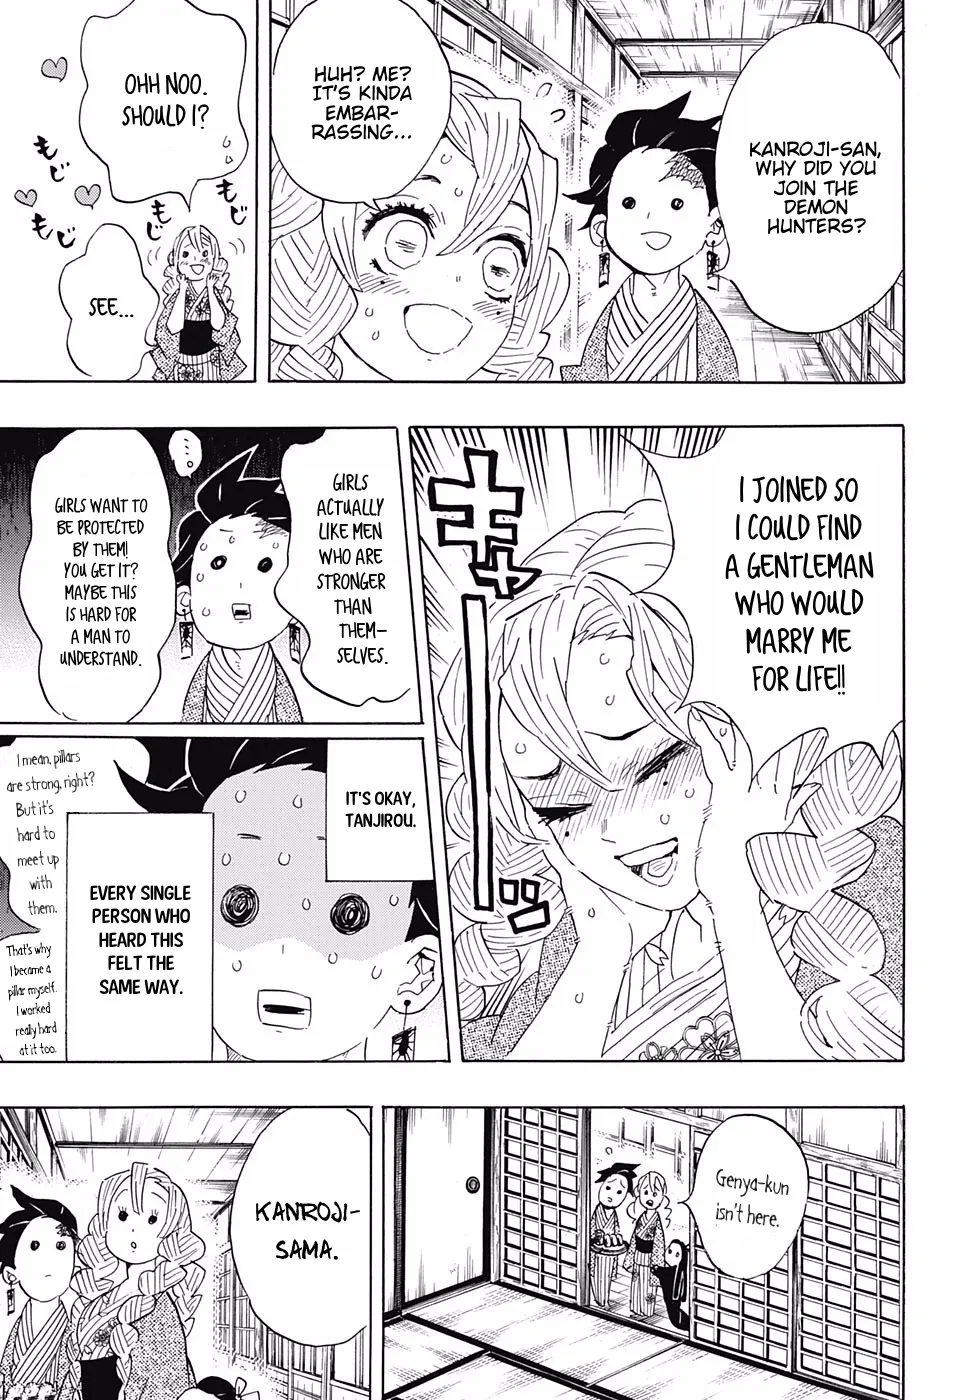 KANROJI-SAN,
WHY DID YOU
JOIN THE
DEMON
HUNTERS?
HUH? ME?
IT'S KINDA
EMBAR-
RASSING...
OHH NOO.
SHOULD I?
もじ
もじ
もじ
もじ
SEE...
I JOINED SO
I COULD FIND
A GENTLEMAN
WHO WOULD
MARRY ME
FOR LIFE!!
キャーッ
GIRLS
ACTUALLY
LIKE MEN
WHO ARE
STRONGER
THAN
THEM-
SELVES.
...
GIRLS WANT TO
BE PROTECTED
BY THEM!
YOU GET IT?
MAYBE THIS
IS HARD FOR
A MAN TO
UNDERSTAND.
I mean, pillars
are strong, right?
But it's
hard to
meet up
with
them.
That's why
I became a
pillar myself.
I worked
really hard
at it too.
IT'S OKAY,
TANJIROU.
EVERY SINGLE
PERSON WHO
HEARD THIS
FELT THE
SAME WAY.
Genya-kun
isn't here.
KANROJI-
SAMA.